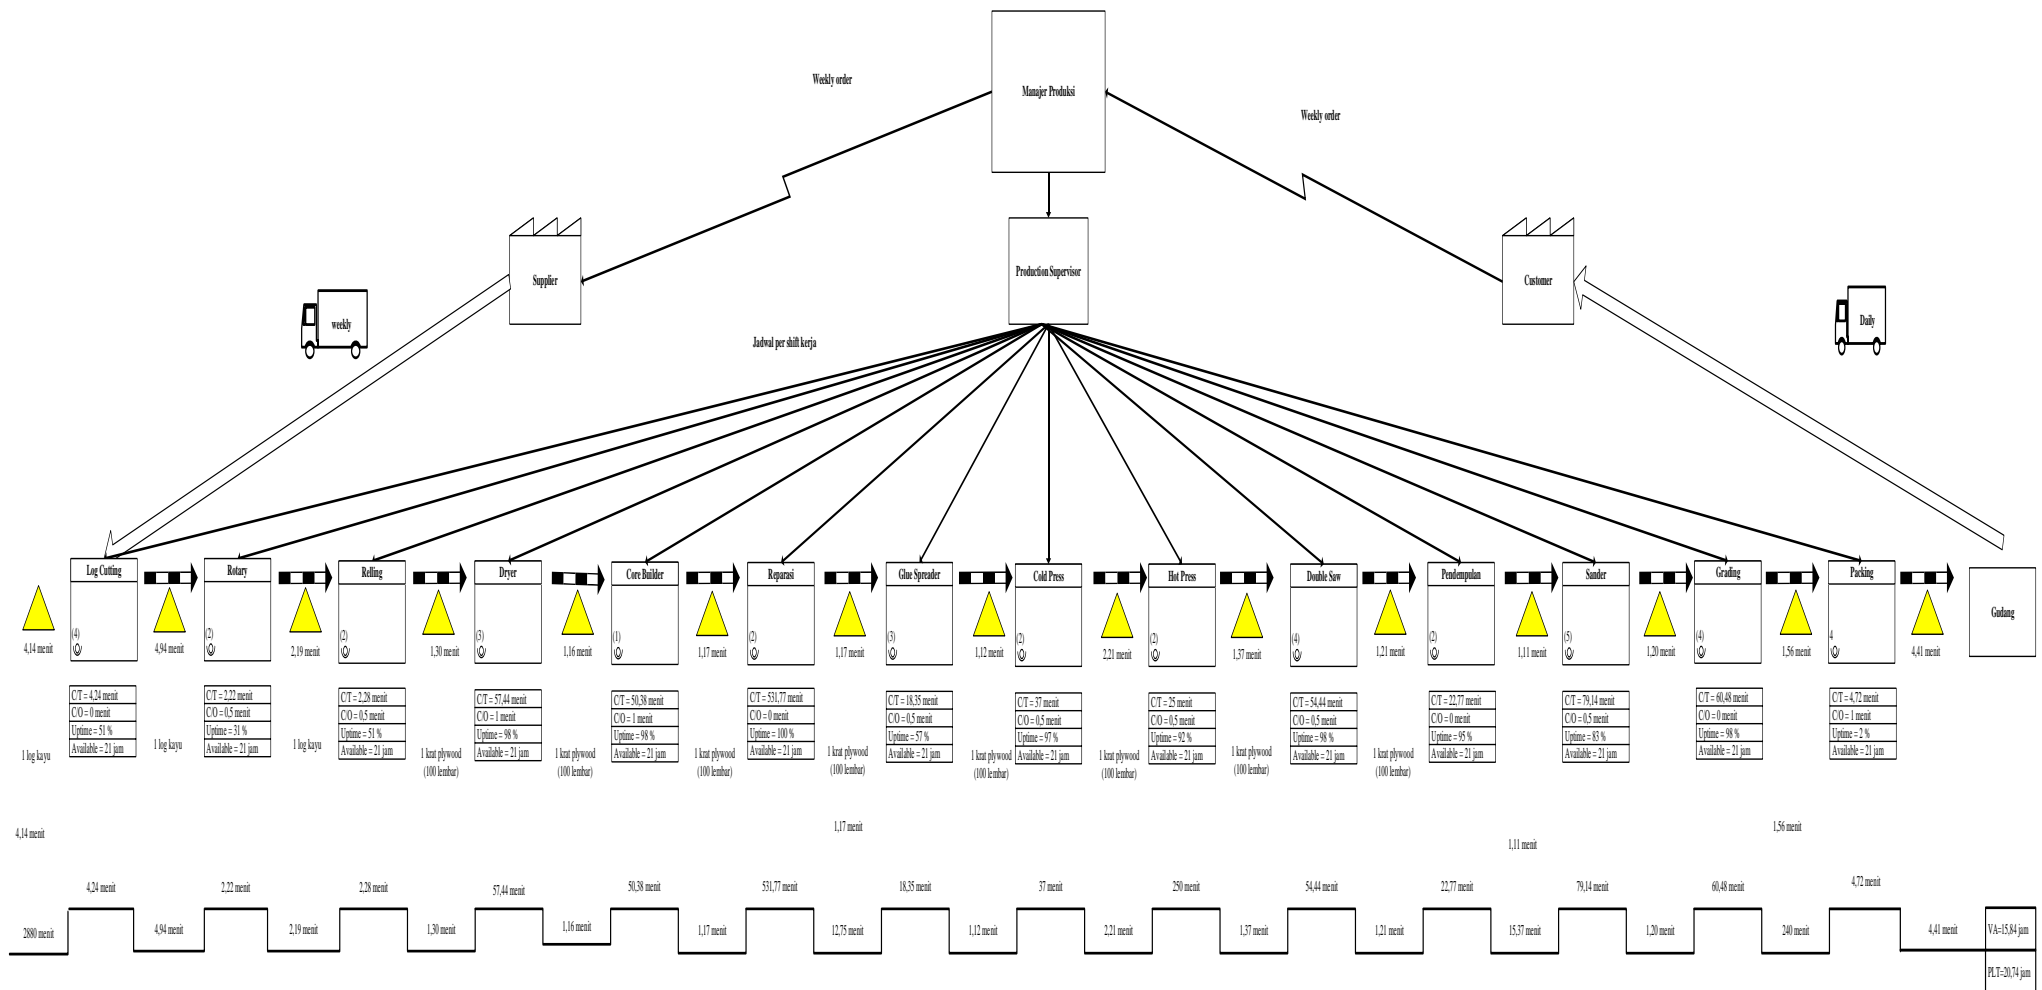 Weekly order
Manajer Produksi
Weekly order
Supplier
Production Supervisor
Customer
weekly
Daily
Jadwal per shift kerja
Log Cutting
Rotary
Relling
Dryer
Core Builder
Reparasi
Glue Spreader
Cold Press
Hot Press
Double Saw
Pendempulan
Sander
Grading
Packing
Gudang
(4)
(2)
(2)
(3)
(1)
(2)
(3)
(2)
(2)
(4)
(2)
(5)
(4)
4
4,14 menit
4,94 menit
2,19 menit
1,30 menit
1,16 menit
1,17 menit
1,17 menit
1,12 menit
2,21 menit
1,37 menit
1,21 menit
1,11 menit
1,20 menit
1,56 menit
4,41 menit
C/T = 4,24 menit
C/O = 0 menit
Uptime = 51 %
Available = 21 jam
C/T = 2,22 menit
C/O = 0,5 menit
Uptime = 31 %
Available = 21 jam
C/T = 2,28 menit
C/O = 0,5 menit
Uptime = 51 %
Available = 21 jam
C/T = 57,44 menit
C/O = 1 menit
Uptime = 98 %
Available = 21 jam
C/T = 50,38 menit
C/O = 1 menit
Uptime = 98 %
Available = 21 jam
C/T = 531,77 menit
C/O = 0 menit
Uptime = 100 %
Available = 21 jam
C/T = 18,35 menit
C/O = 0,5 menit
Uptime = 57 %
Available = 21 jam
C/T = 37 menit
C/O = 0,5 menit
Uptime = 97 %
Available = 21 jam
C/T = 25 menit
C/O = 0,5 menit
Uptime = 92 %
Available = 21 jam
C/T = 54,44 menit
C/O = 0,5 menit
Uptime = 98 %
Available = 21 jam
C/T = 22,77 menit
C/O = 0 menit
Uptime = 95 %
Available = 21 jam
C/T = 79,14 menit
C/O = 0,5 menit
Uptime = 83 %
Available = 21 jam
C/T = 60,48 menit
C/O = 0 menit
Uptime = 98 %
Available = 21 jam
C/T = 4,72 menit
C/O = 1 menit
Uptime = 2 %
Available = 21 jam
1 log kayu
1 log kayu
1 log kayu
1 krat plywood
(100 lembar)
1 krat plywood
(100 lembar)
1 krat plywood
(100 lembar)
1 krat plywood
(100 lembar)
1 krat plywood
(100 lembar)
1 krat plywood
(100 lembar)
1 krat plywood
(100 lembar)
1 krat plywood
(100 lembar)
4,14 menit
1,17 menit
1,11 menit
1,56 menit
4,24 menit
2,22 menit
2,28 menit
57,44 menit
50,38 menit
531,77 menit
18,35 menit
37 menit
250 menit
54,44 menit
22,77 menit
79,14 menit
60,48 menit
4,72 menit
2880 menit
4,94 menit
2,19 menit
1,30 menit
1,16 menit
1,17 menit
12,75 menit
1,12 menit
2,21 menit
1,37 menit
1,21 menit
15,37 menit
1,20 menit
240 menit
4,41 menit
VA=15,84 jam
PLT=20,74 jam